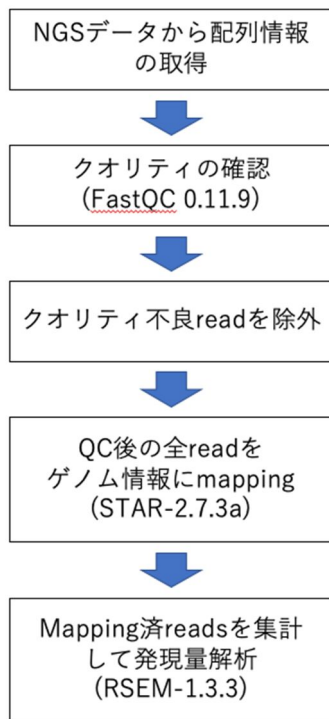 NGSデータから配列情報
の取得
クオリティの確認
(FastQC 0.11.9)
クオリティ不良readを除外
QC後の全readを
ゲノム情報にmapping
(STAR-2.7.3a)
Mapping済readsを集計
して発現量解析
(RSEM-1.3.3)